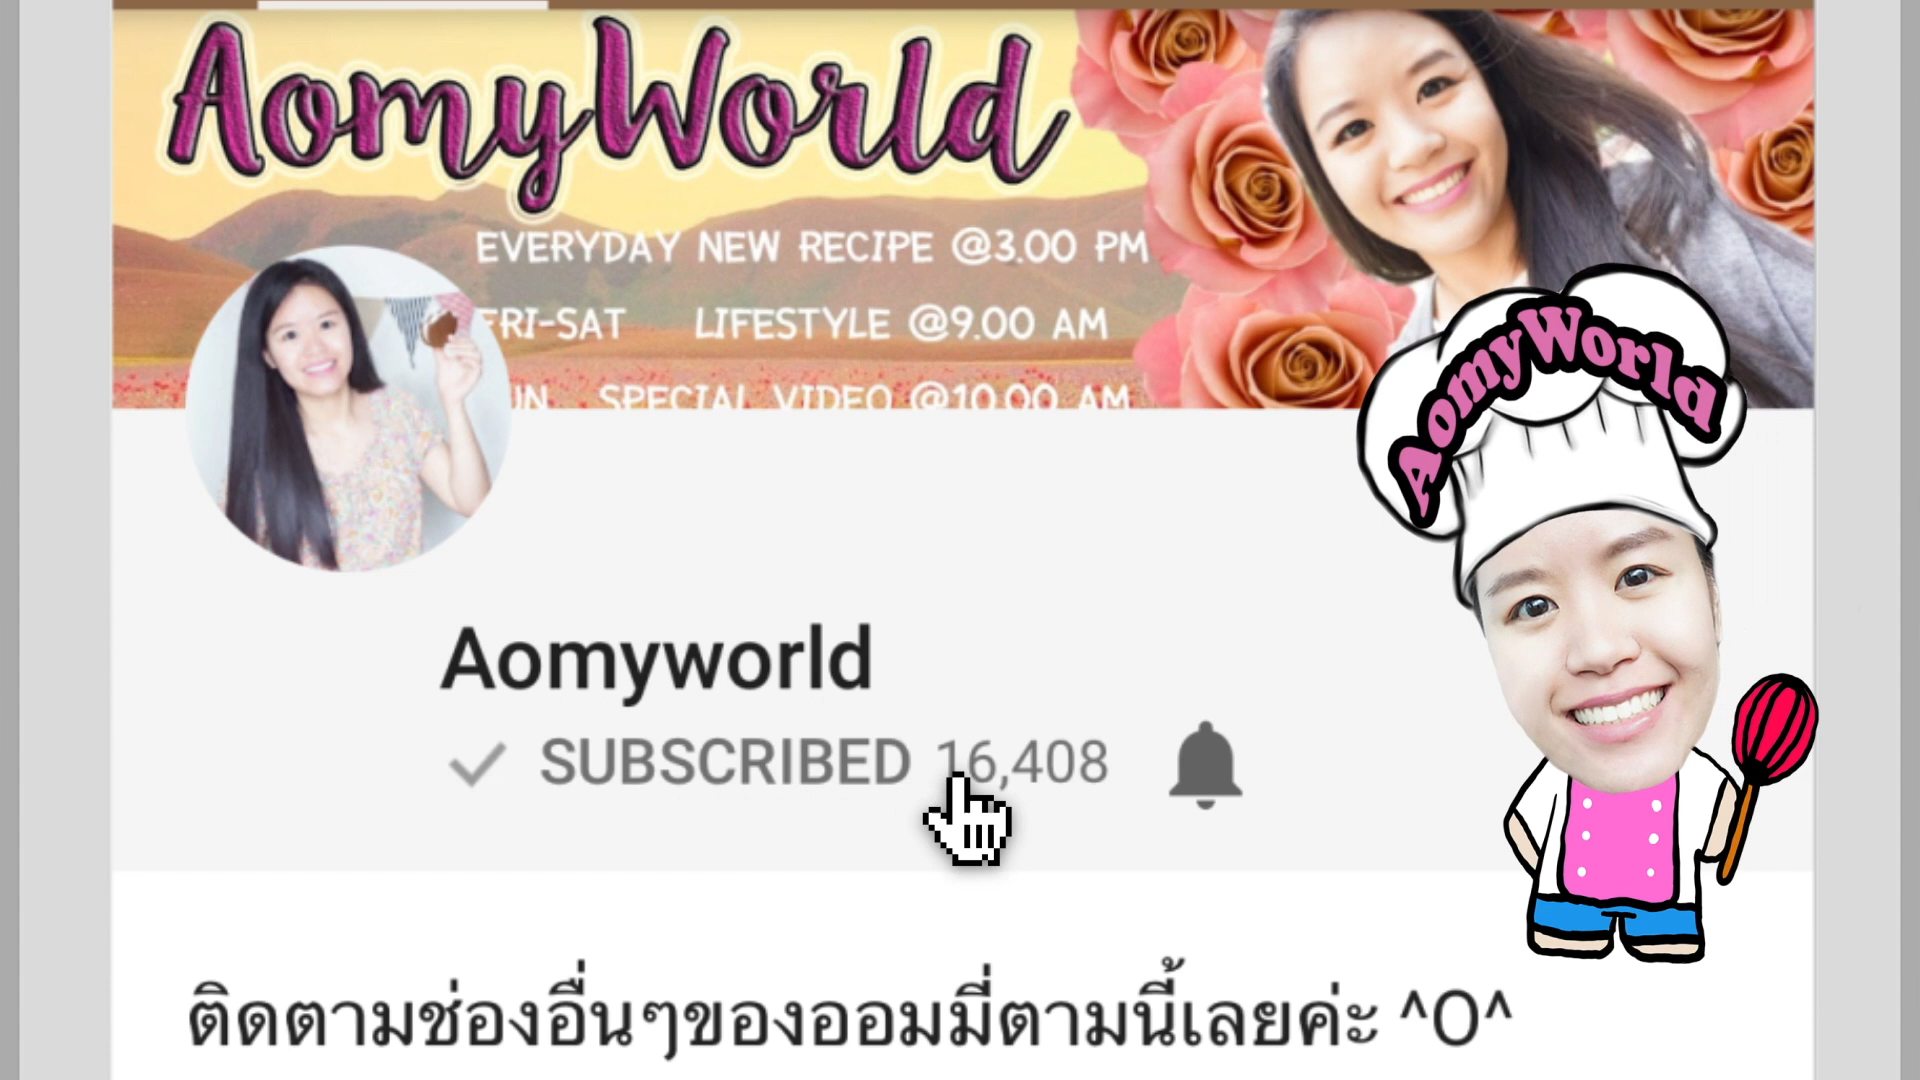 AomyWorld
EVERYDAY NEW RECIPE @3.00 PM
FRI-SAT LIFESTYLE @9.00 AM
SPECIAL VIDEO @10.00 AM
AomyWorld
Aomyworld
SUBSCRIBED 16,408
ติดตามช่องอื่นๆของออมมี่ตามนี้เลยค่ะ ^O^